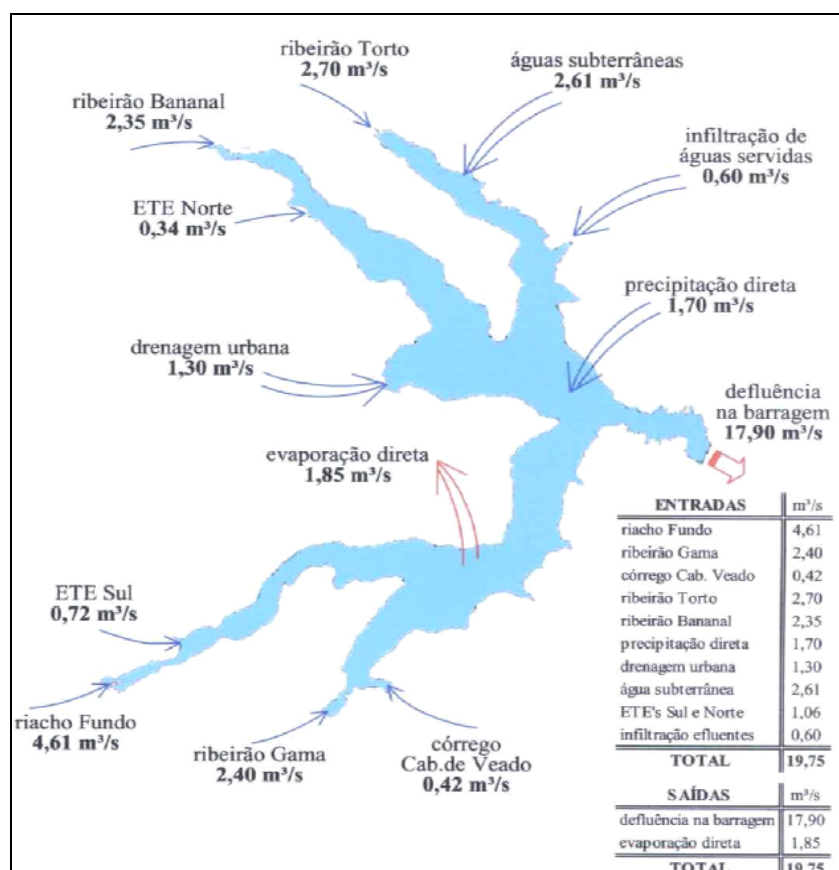 ribeirão Torto
2,70 m³/s
águas subterrâneas
2,61 m³/s
ribeirão Bananal
2,35 m³/s
infiltração de
águas servidas
0,60 m³/s
ETE Norte
0,34 m³/s
precipitação direta
1,70 m³/s
drenagem urbana
1,30 m³/s
defluência
na barragem
17,90 m³/s
evaporação direta
1,85 m³/s
ETE Sul
0,72 m³/s
riacho Fundo
4,61 m³/s
ribeirão Gama
2,40 m³/s
córrego
Cab.de Veado
0,42 m³/s
ENTRADAS m³/s
riacho Fundo 4,61
ribeirão Gama 2,40
córrego Cab. Veado 0,42
ribeirão Torto 2,70
ribeirão Bananal 2,35
precipitação direta 1,70
drenagem urbana 1,30
água subterrânea 2,61
ETE's Sul e Norte 1,06
infiltração efluentes 0,60
TOTAL 19,75
SAÍDAS m³/s
defluência na barragem 17,90
evaporação direta 1,85
TOTAL 19,75